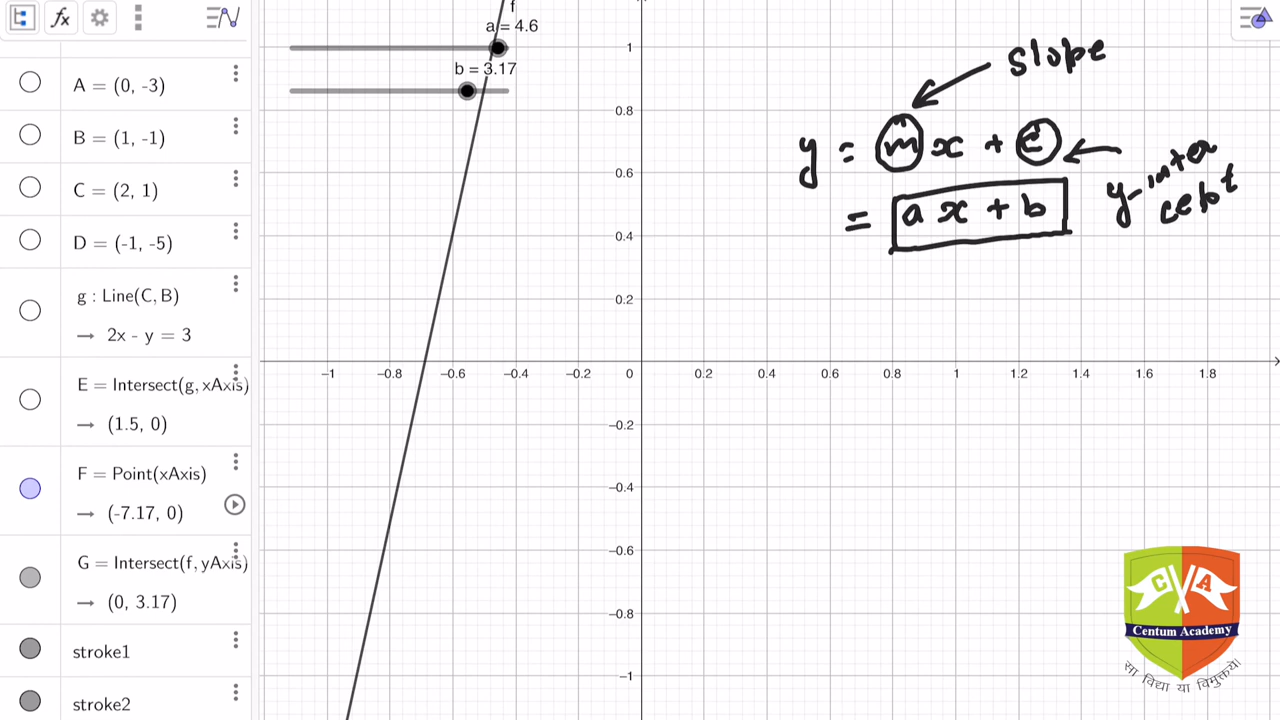 fx
A = (0, -3)
B = (1, -1)
C = (2, 1)
D = (-1, -5)
g : Line(C, B)
→ 2x - y = 3
E = Intersect(g, xAxis)
→ (1.5, 0)
F = Point(xAxis)
→ (-7.17, 0)
G = Intersect(f, yAxis)
→ (0, 3.17)
stroke1
stroke2
f
a = 4.6
b = 3.17
1
0.8
0.6
0.4
0.2
−1 −0.8 −0.6 −0.4 −0.2 0 0.2 0.4 0.6 0.8 1 1.2 1.4 1.6 1.8
−0.2
−0.4
−0.6
−0.8
−1
slope
y = m x + c
= a x + b
y-inter
cept
C A
Centum Academy
सा विद्या या विमुक्तये।